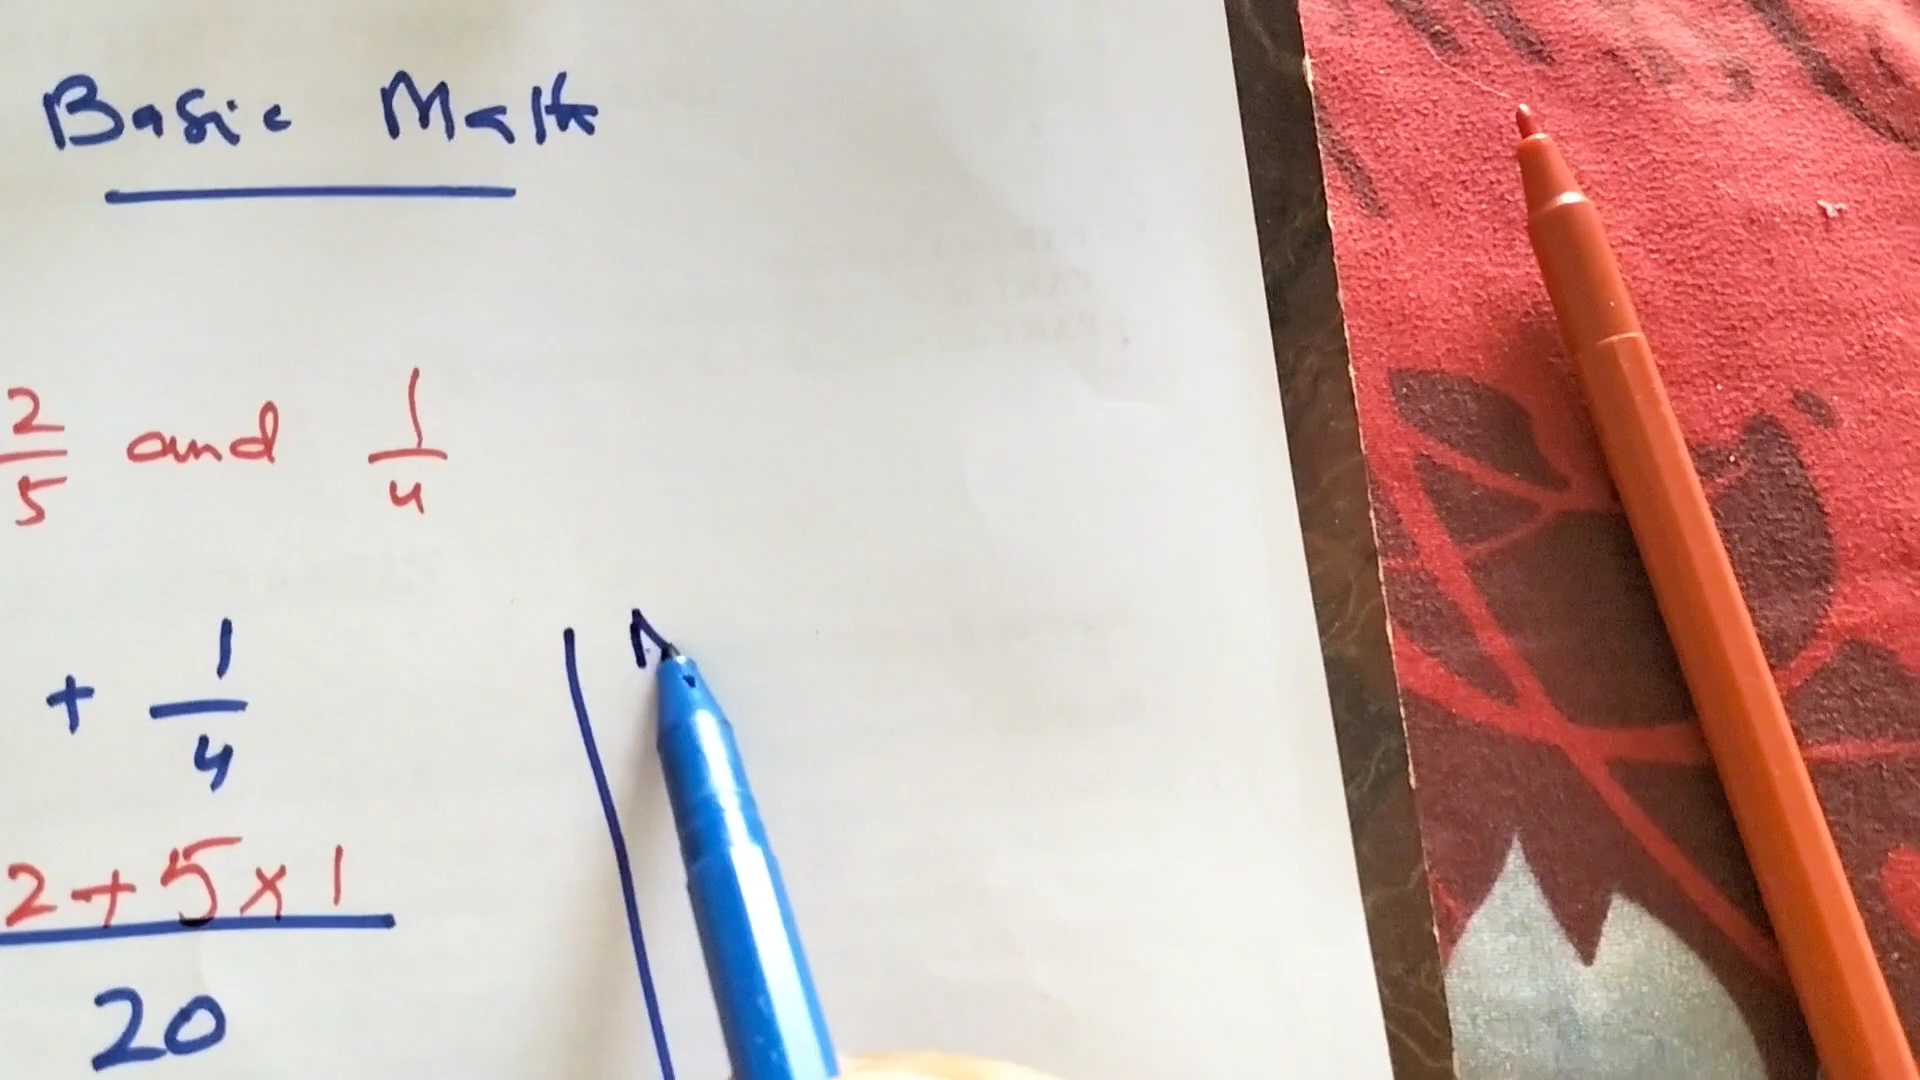 Basic Math
2/5 and 1/4
+ 1/4
2+5×1
20